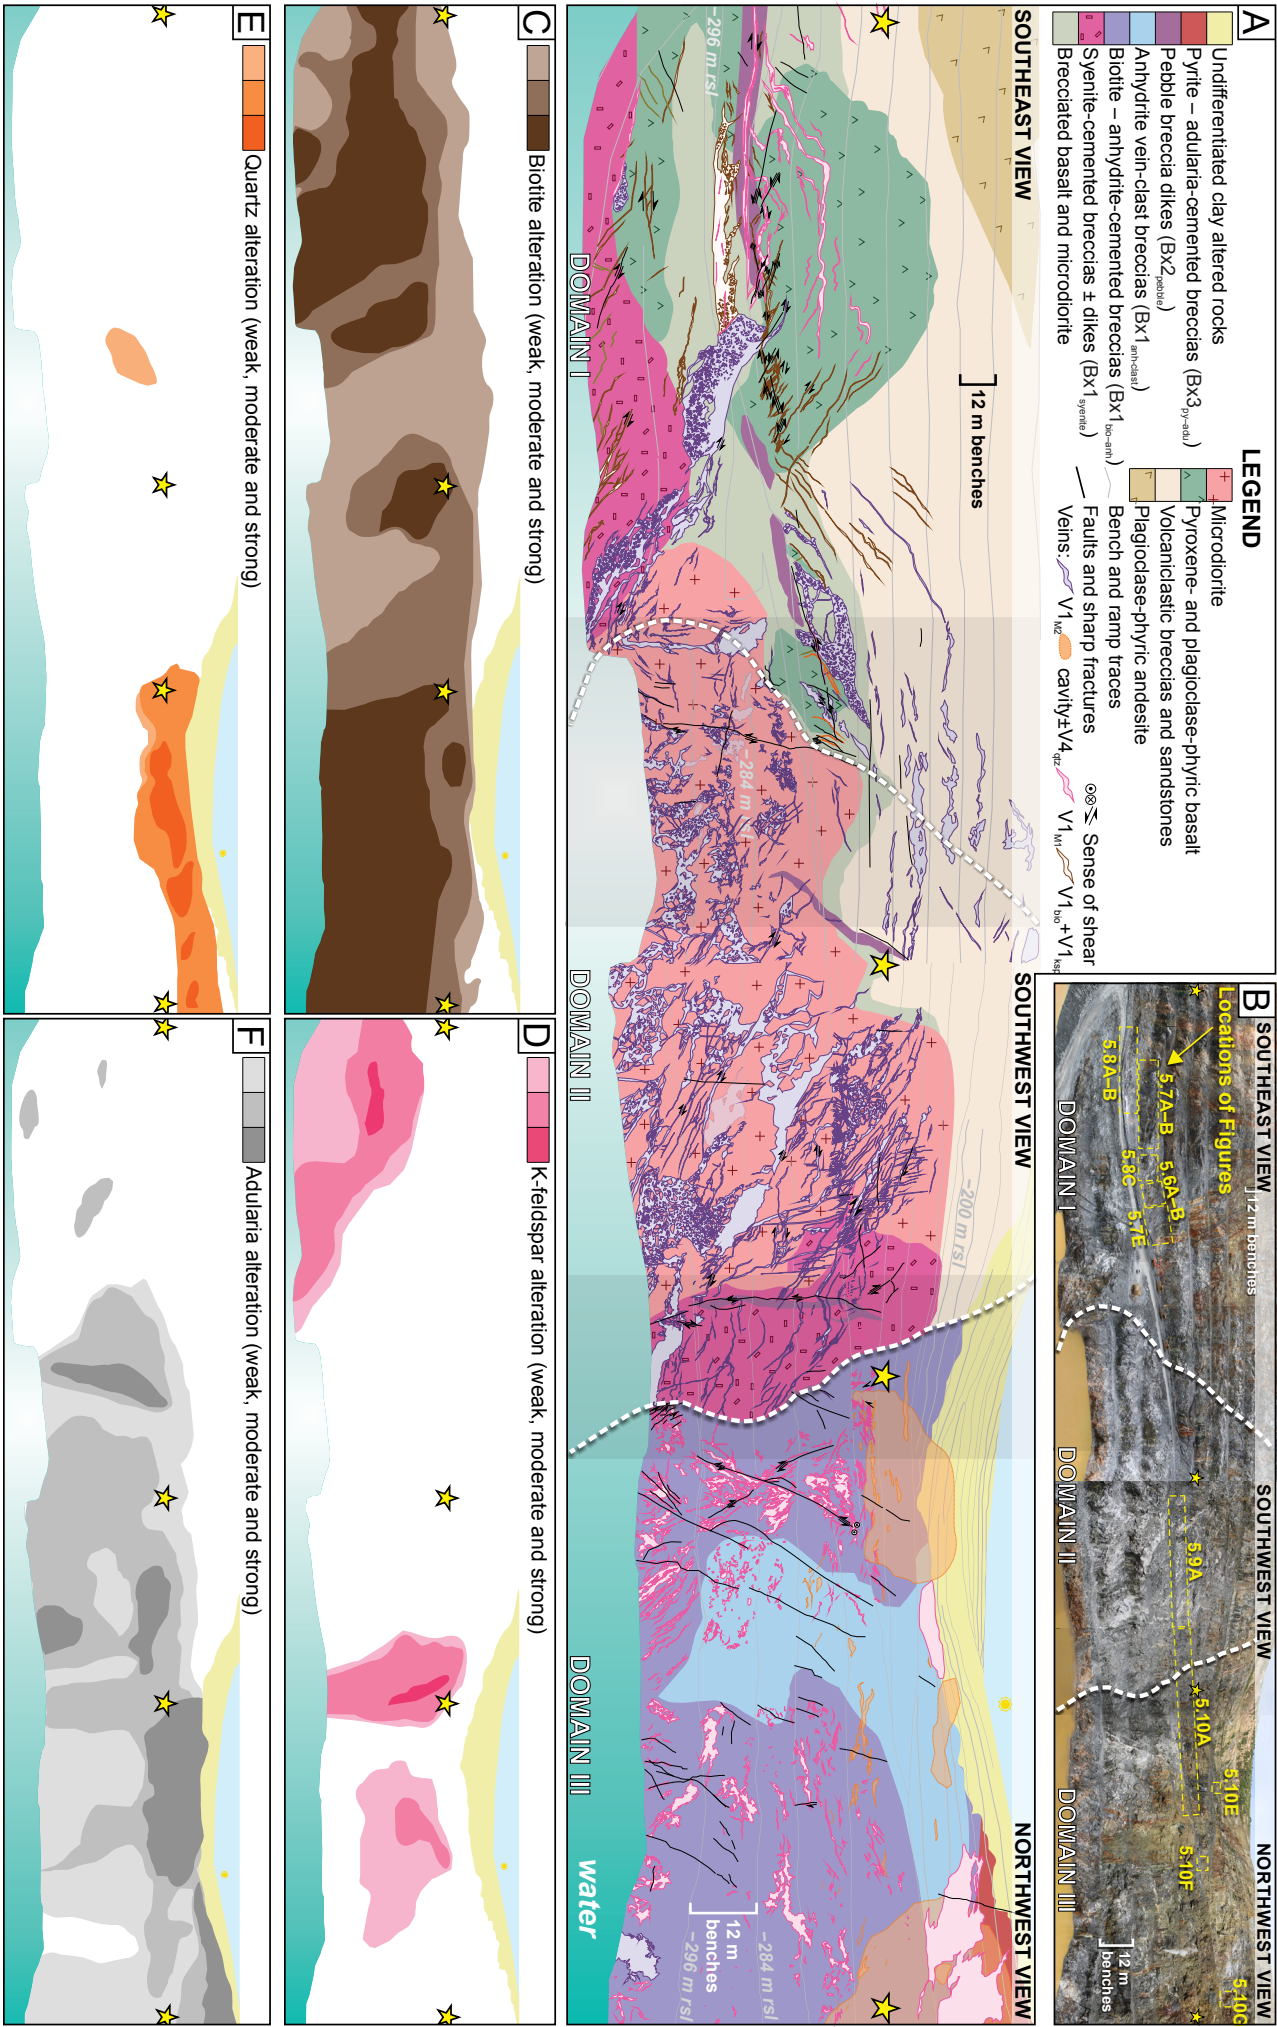 A
SOUTHEAST VIEW
SOUTHWEST VIEW
NORTHWEST VIEW
LEGEND
Undifferentiated clay altered rocks
Pyrite – adularia-cemented breccias (Bx3py–adu)
Pebble breccia dikes (Bx2pebble)
Anhydrite vein-clast breccias (Bx1anh-clast)
Biotite – anhydrite-cemented breccias (Bx1bio–anh)
Syenite-cemented breccias ± dikes (Bx1syenite)
Brecciated basalt and microdiorite
Microdiorite
Pyroxene- and plagioclase-phyric basalt
Volcaniclastic breccias and sandstones
Plagioclase-phyric andesite
Bench and ramp traces
Faults and sharp fractures
Sense of shear
Veins: V1M2 cavity±V4qtz V1M1 V1bio+V1ksp
12 m benches
–296 m rsl
–284 m rsl
–200 m rsl
12 m
benches
–284 m rsl
–296 m rsl
DOMAIN I
DOMAIN II
DOMAIN III
water
B
SOUTHEAST VIEW
SOUTHWEST VIEW
NORTHWEST VIEW
12 m benches
Locations of Figures
5.7A–B
5.6A–B
5.8A–B
5.8C
5.7E
5.9A
5.10A
5.10E
5.10F
5.10G
12 m
benches
DOMAIN I
DOMAIN II
DOMAIN III
C
Biotite alteration (weak, moderate and strong)
D
K-feldspar alteration (weak, moderate and strong)
E
Quartz alteration (weak, moderate and strong)
F
Adularia alteration (weak, moderate and strong)